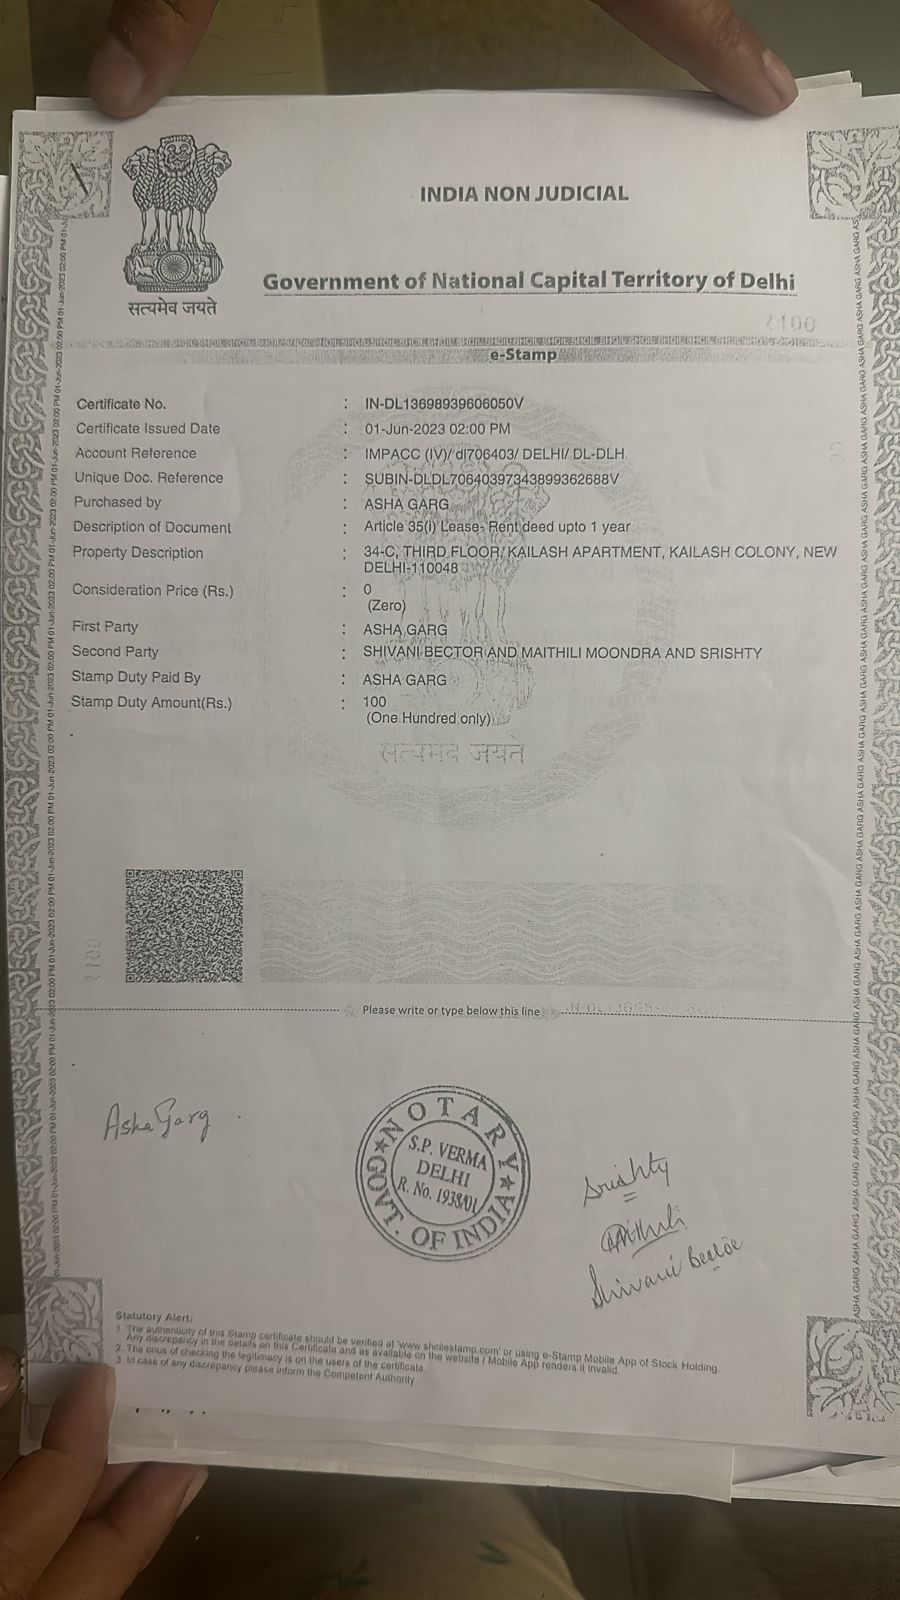 सत्यमेव जयते
INDIA NON JUDICIAL
Government of National Capital Territory of Delhi
₹100
e-Stamp
Certificate No. : IN-DL13698939606050V
Certificate Issued Date : 01-Jun-2023 02:00 PM
Account Reference : IMPACC (IV)/ dl706403/ DELHI/ DL-DLH
Unique Doc. Reference : SUBIN-DLDL70640397343899362688V
Purchased by : ASHA GARG
Description of Document : Article 35(i) Lease- Rent deed upto 1 year
Property Description : 34-C, THIRD FLOOR, KAILASH APARTMENT, KAILASH COLONY, NEW
DELHI-110048
Consideration Price (Rs.) : 0
(Zero)
First Party : ASHA GARG
Second Party : SHIVANI BECTOR AND MAITHILI MOONDRA AND SRISHTY
Stamp Duty Paid By : ASHA GARG
Stamp Duty Amount(Rs.) : 100
(One Hundred only)
सत्यमेव जयते
Please write or type below this line
Asha Garg
NOTARY
S.P. VERMA
DELHI
R. No. 1938/01
GOVT. OF INDIA
Srishty
Maithili
Shivani Bector
Statutory Alert:
1. The authenticity of this Stamp certificate should be verified at 'www.shcilestamp.com' or using e-Stamp Mobile App of Stock Holding.
Any discrepancy in the details on this Certificate and as available on the website / Mobile App renders it invalid.
2. The onus of checking the legitimacy is on the users of the certificate.
3. In case of any discrepancy please inform the Competent Authority.